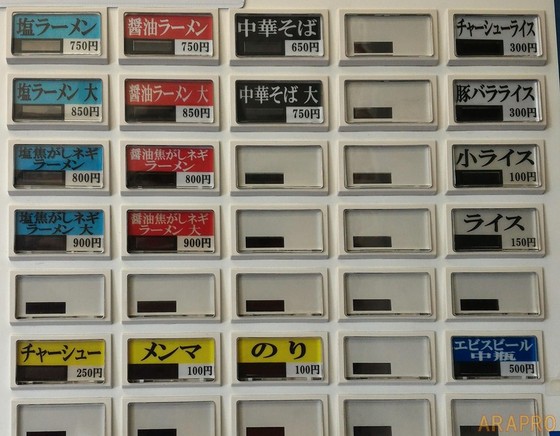 塩ラーメン
750円
醤油ラーメン
750円
中華そば
650円
チャーシューライス
300円
塩ラーメン 大
850円
醤油ラーメン 大
850円
中華そば 大
750円
豚バラライス
300円
塩焦がしネギ
ラーメン
800円
醤油焦がしネギ
ラーメン
800円
小ライス
100円
塩焦がしネギ
ラーメン 大
900円
醤油焦がしネギ
ラーメン 大
900円
ライス
150円
チャーシュー
250円
メンマ
100円
のり
100円
エビスビール
中瓶
500円
ARAPRO